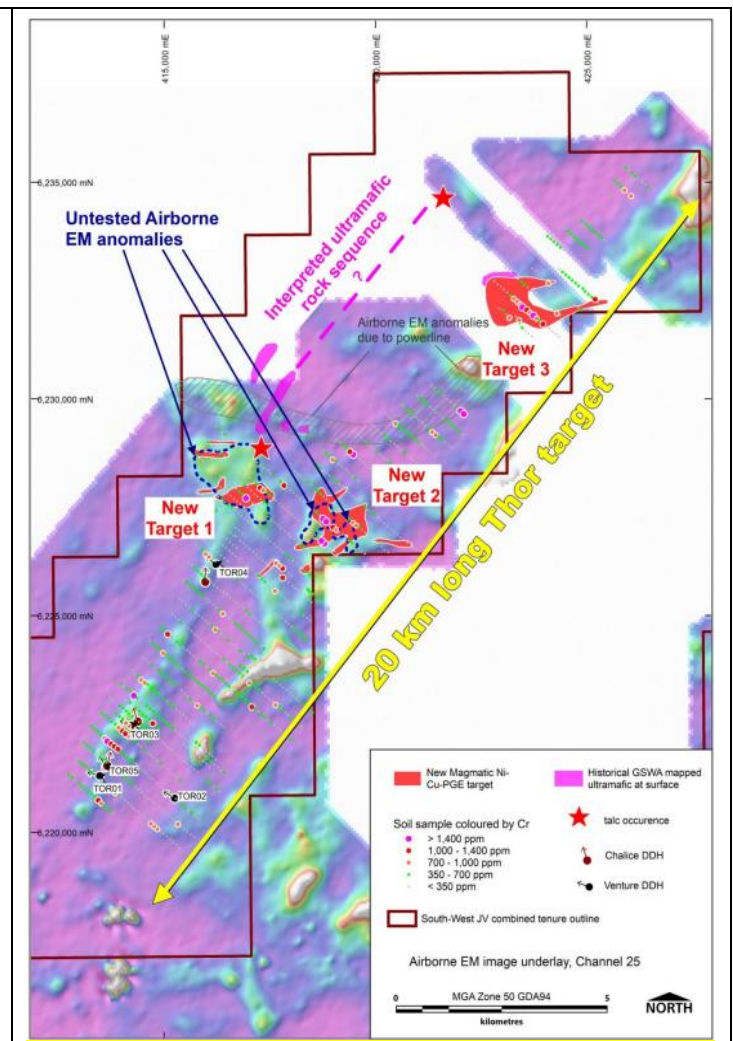 415,000 mE
420,000 mE
425,000 mE
6,235,000 mN
Untested Airborne
EM anomalies
Interpreted ultramafic
rock sequence
?
Airborne EM anomalies
due to powerline
New
Target 3
6,230,000 mN
New
Target 1
New
Target 2
TOR04
6,225,000 mN
20 km long Thor target
TOR03
TOR05
TOR01
TOR02
6,220,000 mN
New Magmatic Ni-
Cu-PGE target
Historical GSWA mapped
ultramafic at surface
Soil sample coloured by Cr
> 1,400 ppm
1,000 - 1,400 ppm
700 - 1,000 ppm
350 - 700 ppm
< 350 ppm
talc occurence
Chalice DDH
Venture DDH
South-West JV combined tenure outline
Airborne EM image underlay, Channel 25
MGA Zone 50 GDA94
0
5
kilometres
NORTH